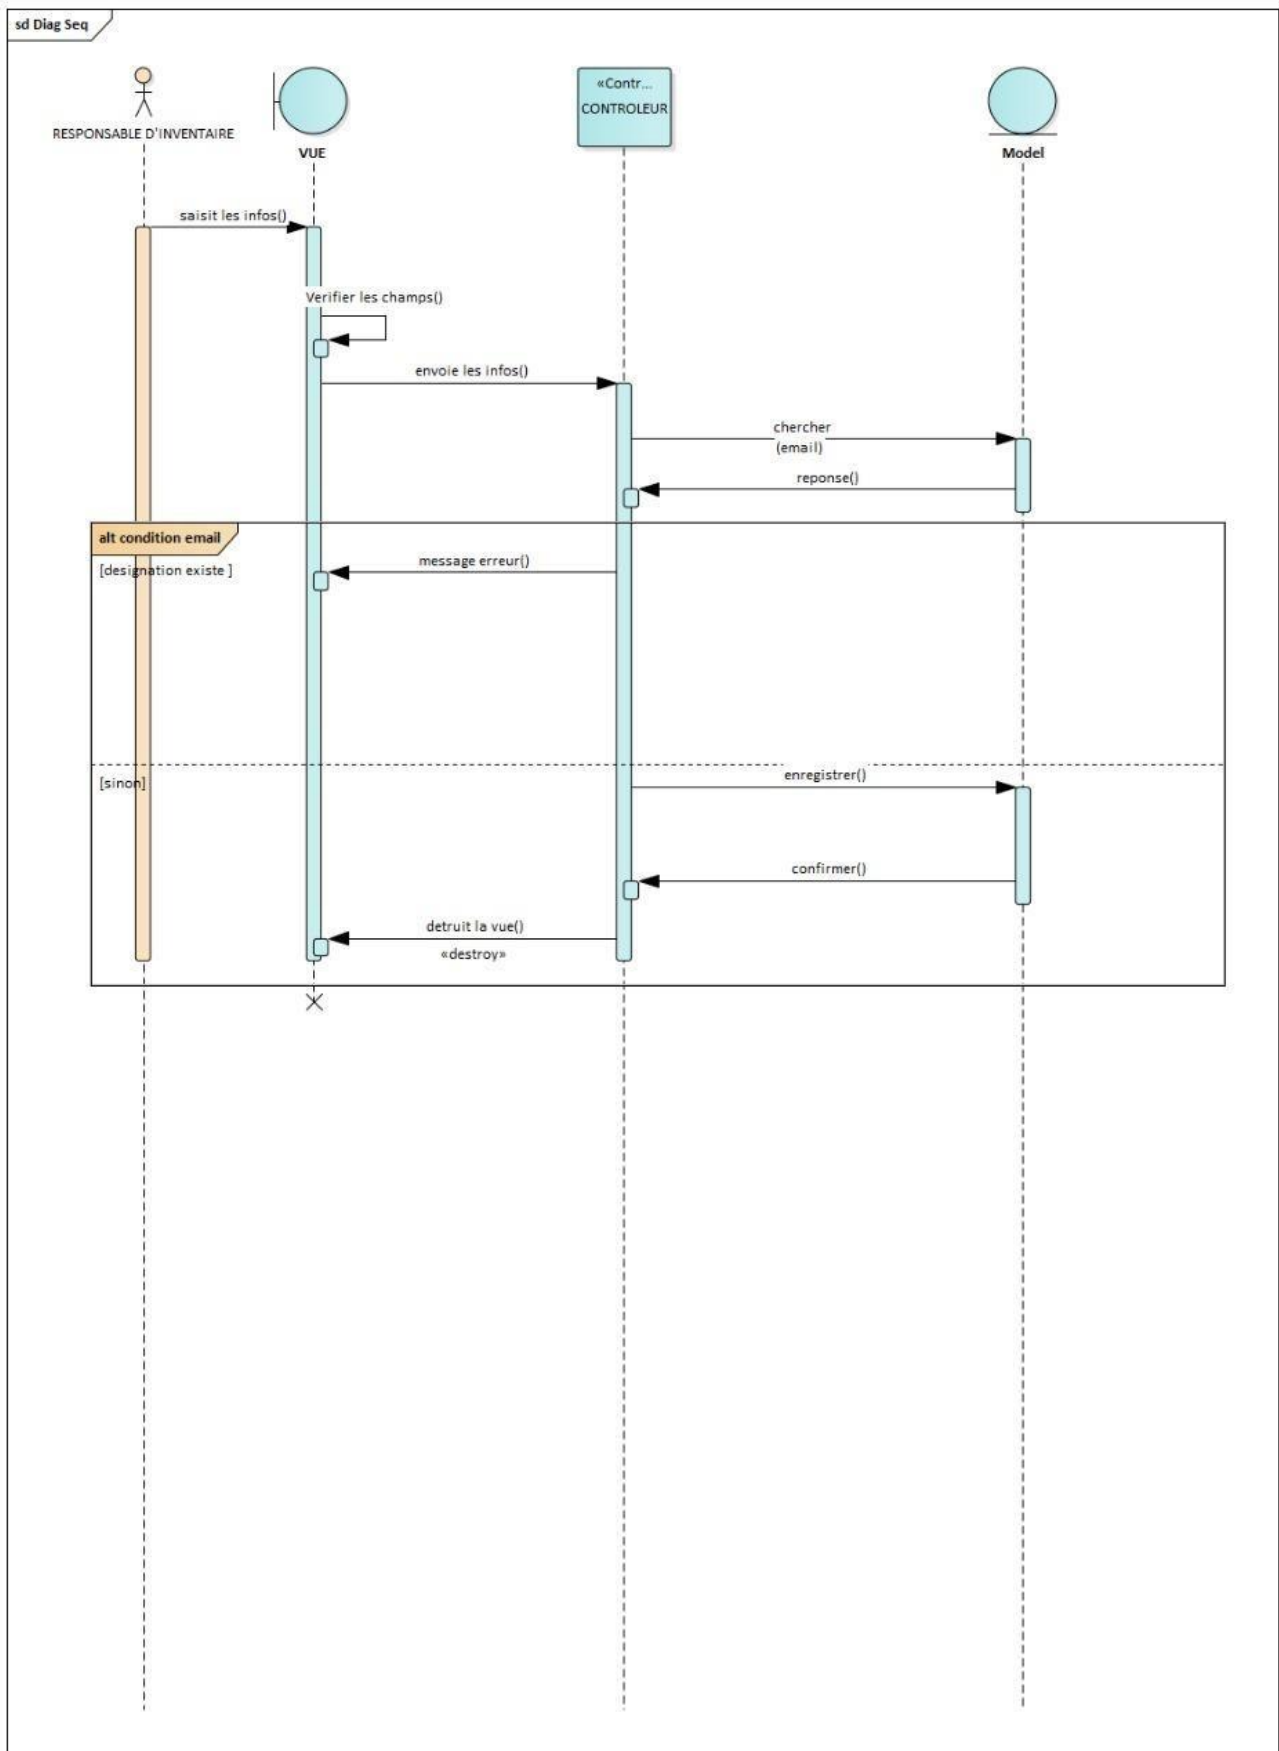 sd Diag Seq
«Contr...
CONTROLEUR
RESPONSABLE D'INVENTAIRE
VUE
Model
saisit les infos()
Verifier les champs()
envoie les infos()
chercher
(email)
reponse()
alt condition email
[designation existe ]
message erreur()
[sinon]
enregistrer()
confirmer()
detruit la vue()
«destroy»